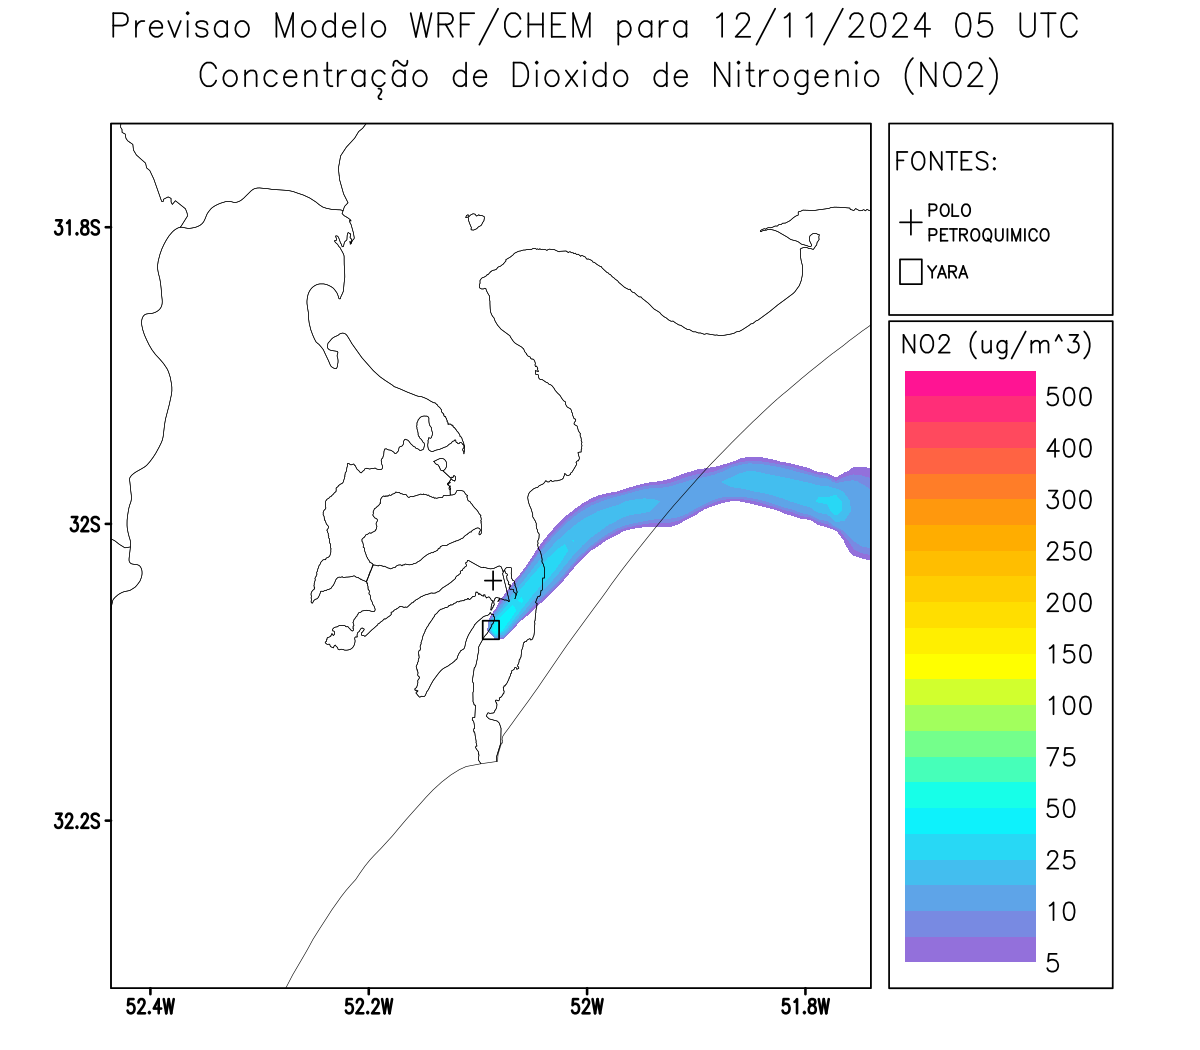 Previsao Modelo WRF/CHEM para 12/11/2024 05 UTC
Concentração de Dioxido de Nitrogenio (NO2)
FONTES:
POLO
PETROQUIMICO
YARA
NO2 (ug/m^3)
500
400
300
250
200
150
100
75
50
25
10
5
31.8S
32S
32.2S
52.4W
52.2W
52W
51.8W